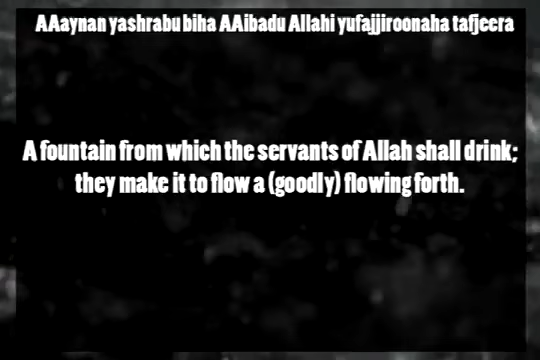 AAaynan yashrabu biha AAibadu Allahi yufajjiroonaha tafjeera
A fountain from which the servants of Allah shall drink;
they make it to flow a (goodly) flowing forth.